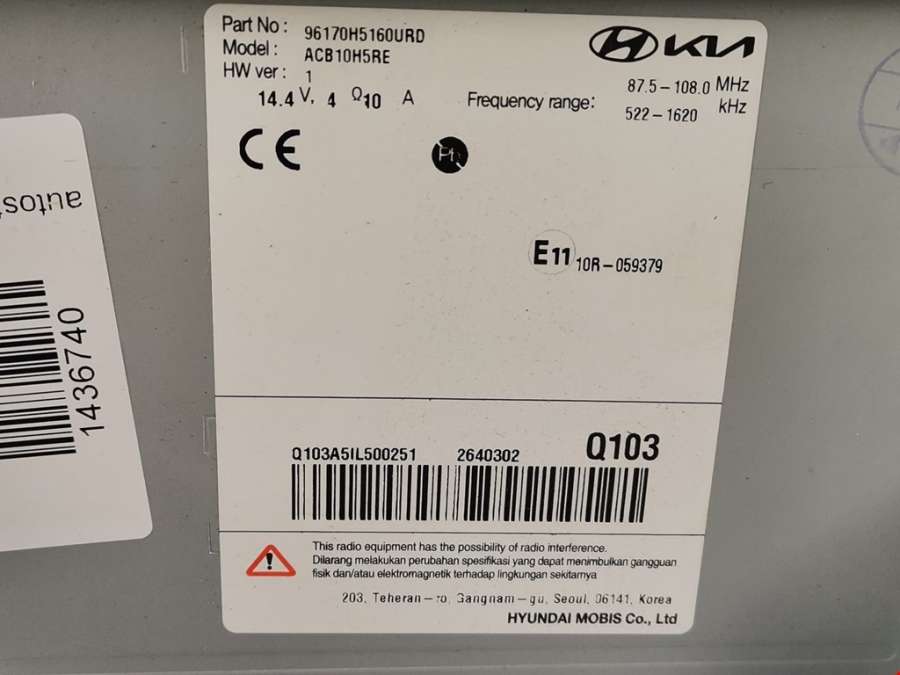 Part No : 96170H5160URD
Model : ACB10H5RE
HW ver : 1
14.4 V, 4 Ω 10 A
KIA
Frequency range: 87.5-108.0 MHz
522-1620 kHz
CE
E11 10R-059379
Q103A5IL500251 2640302 Q103
This radio equipment has the possibility of radio interference.
Dilarang melakukan perubahan spesifikasi yang dapat menimbulkan gangguan
fisik dan/atau elektromagnetik terhadap lingkungan sekitarnya
203, Teheran-ro, Gangnam-gu, Seoul, 06141, Korea
HYUNDAI MOBIS Co., Ltd
autos
1436740